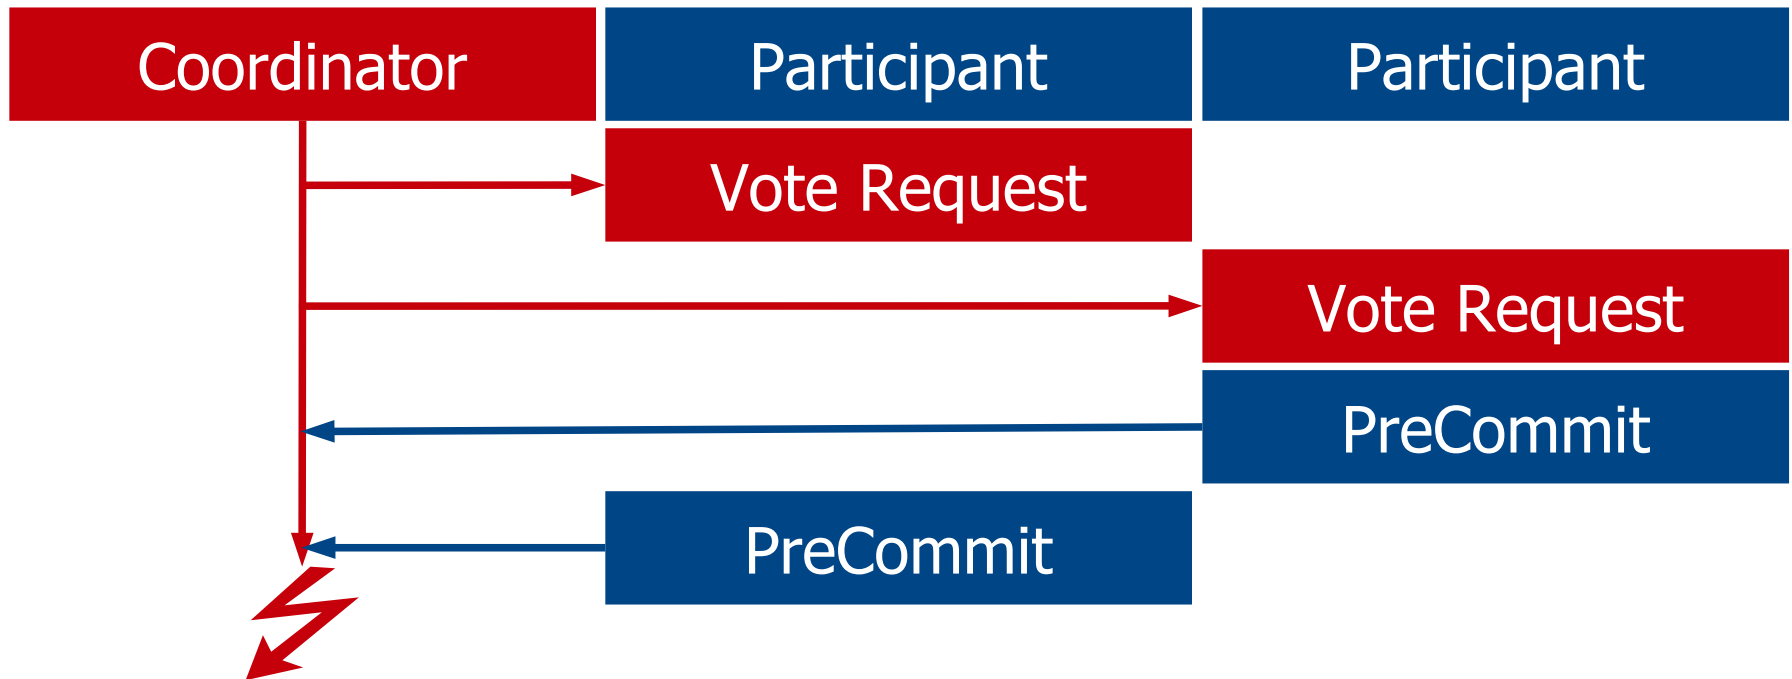 Coordinator
Participant
Participant
Vote Request
Vote Request
PreCommit
PreCommit